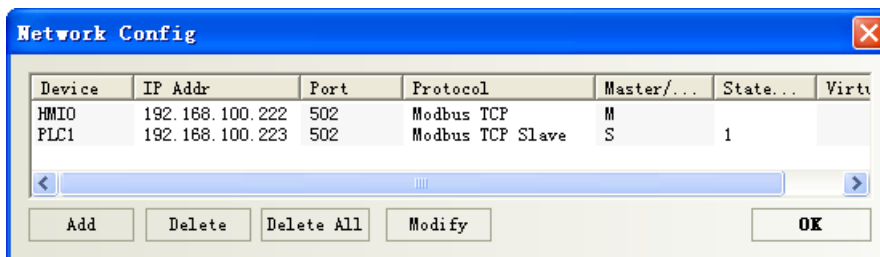 Network Config
Device IP Addr Port Protocol Master/... State... Virtu
HMI0 192.168.100.222 502 Modbus TCP M
PLC1 192.168.100.223 502 Modbus TCP Slave S 1
Add Delete Delete All Modify OK